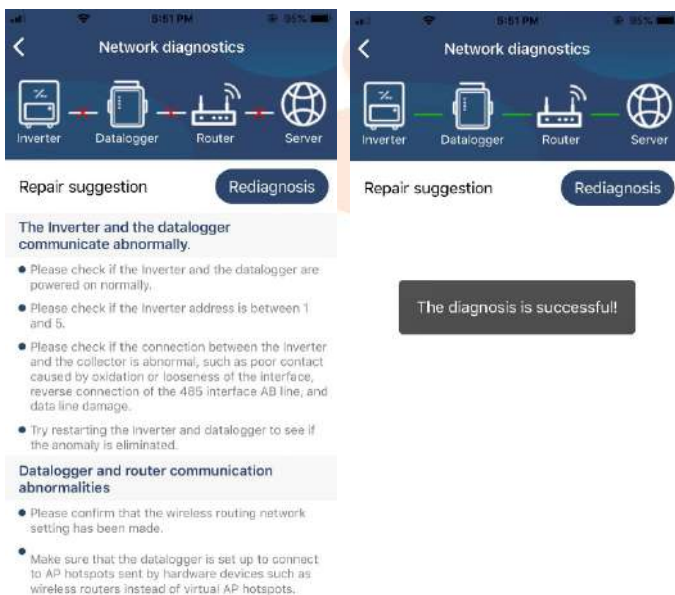 5:51 PM
95%
Network diagnostics
Inverter
Datalogger
Router
Server
Repair suggestion
Rediagnosis
The Inverter and the datalogger
communicate abnormally.
Please check if the Inverter and the datalogger are
powered on normally.
Please check if the Inverter address is between 1
and 5.
Please check if the connection between the Inverter
and the collector is abnormal, such as poor contact
caused by oxidation or looseness of the interface,
reverse connection of the 485 interface AB line, and
data line damage.
Try restarting the Inverter and datalogger to see if
the anomaly is eliminated.
Datalogger and router communication
abnormalities
Please confirm that the wireless routing network
setting has been made.
Make sure that the datalogger is set up to connect
to AP hotspots sent by hardware devices such as
wireless routers instead of virtual AP hotspots.
5:51 PM
95%
Network diagnostics
Inverter
Datalogger
Router
Server
Repair suggestion
Rediagnosis
The diagnosis is successful!